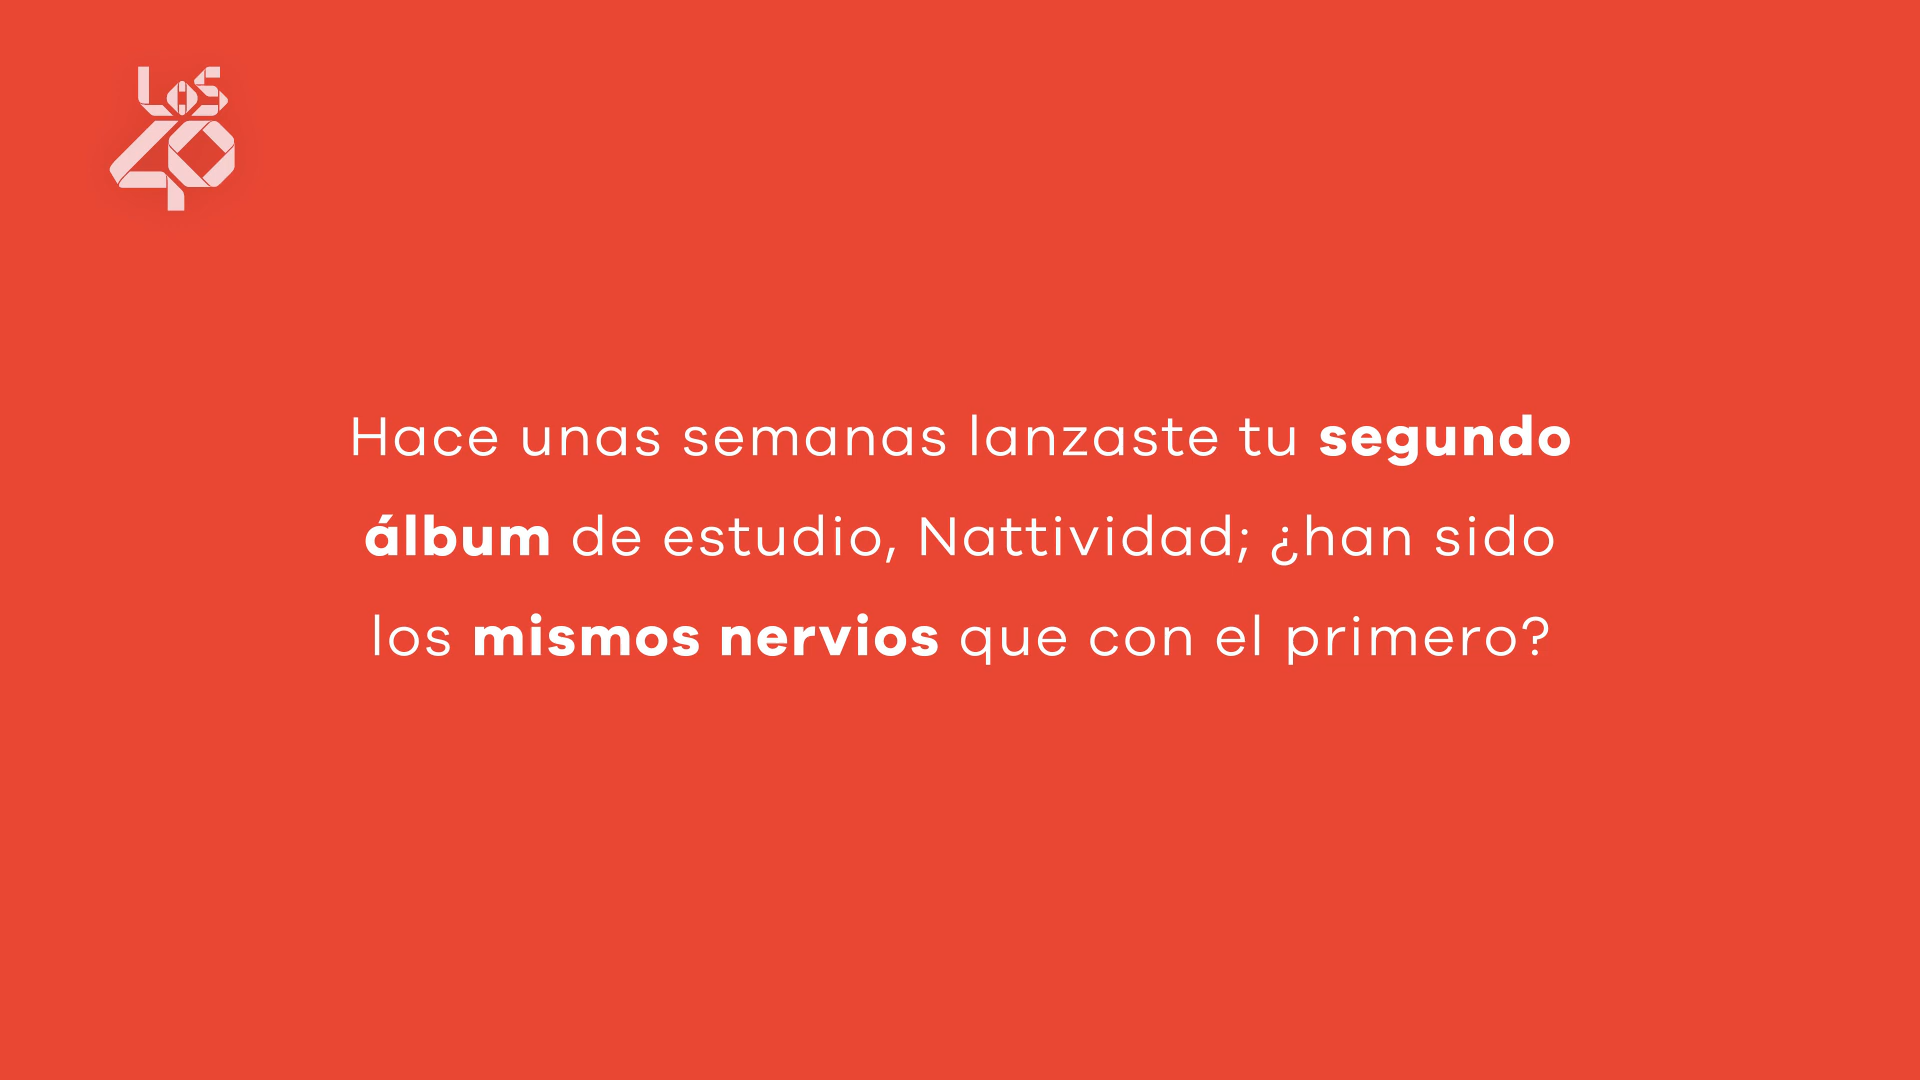 LOS
40
Hace unas semanas lanzaste tu segundo
álbum de estudio, Nattividad; ¿han sido
los mismos nervios que con el primero?